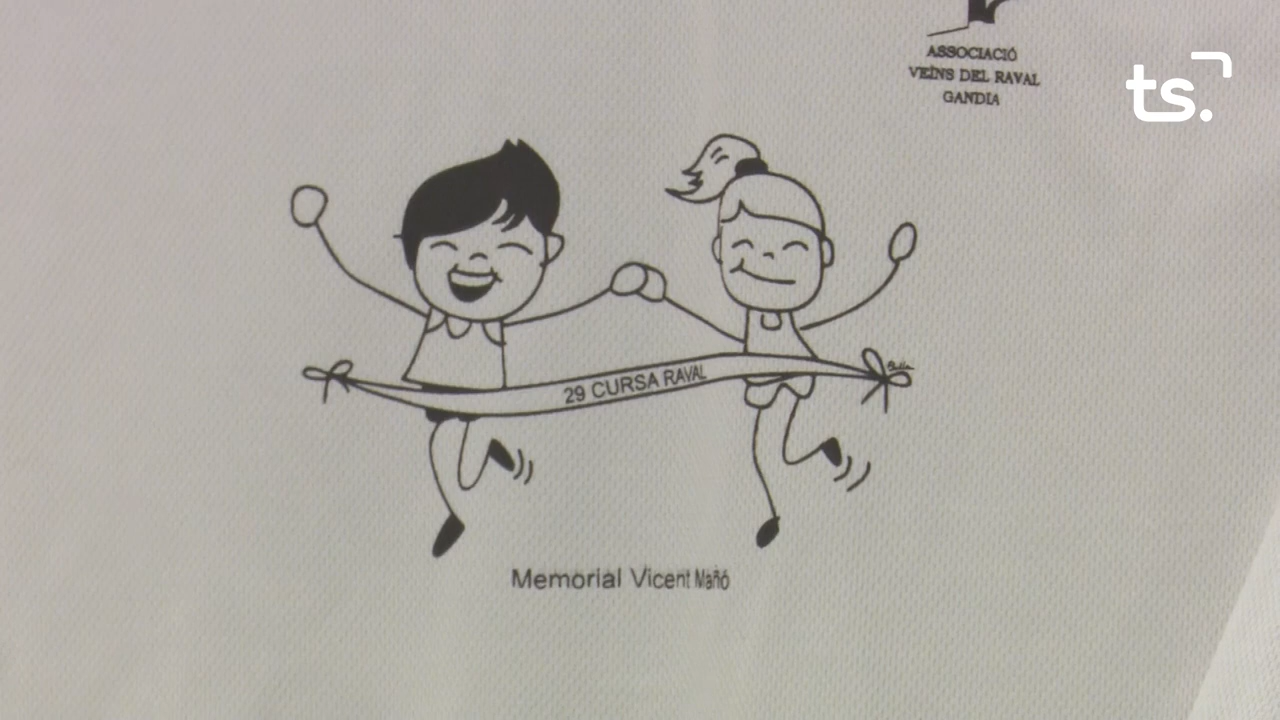 ASSOCIACIÓ
VEÏNS DEL RAVAL
GANDIA
ts.
29 CURSA RAVAL
Memorial Vicent Mañó